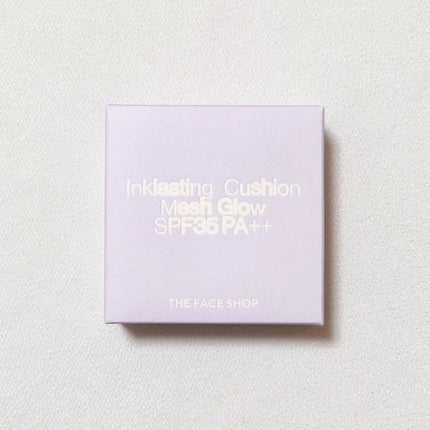 Inklasting Cushion
Mesh Glow
SPF35 PA++
THE FACE SHOP